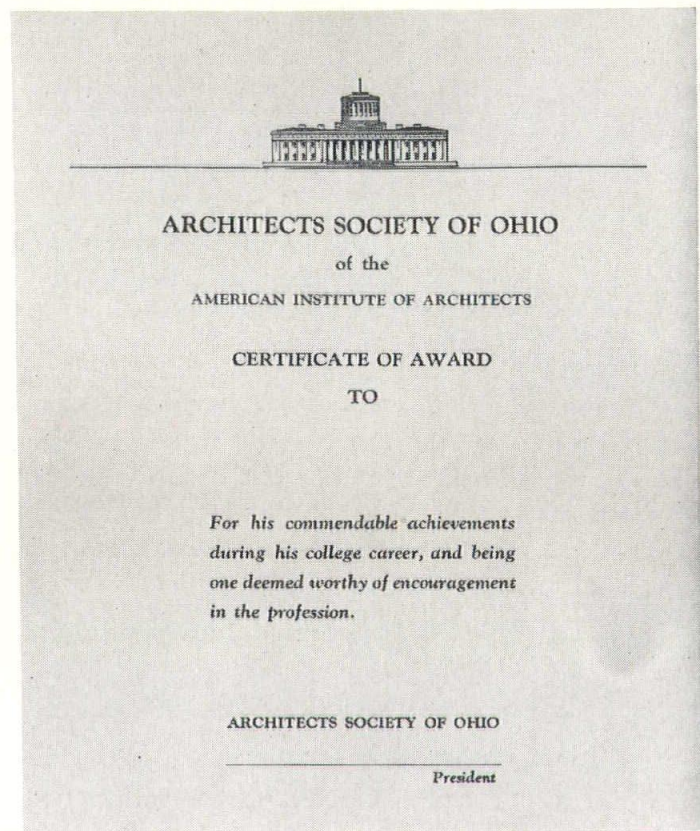 ARCHITECTS SOCIETY OF OHIO
of the
AMERICAN INSTITUTE OF ARCHITECTS
CERTIFICATE OF AWARD
TO
For his commendable achievements
during his college career, and being
one deemed worthy of encouragement
in the profession.
ARCHITECTS SOCIETY OF OHIO
President